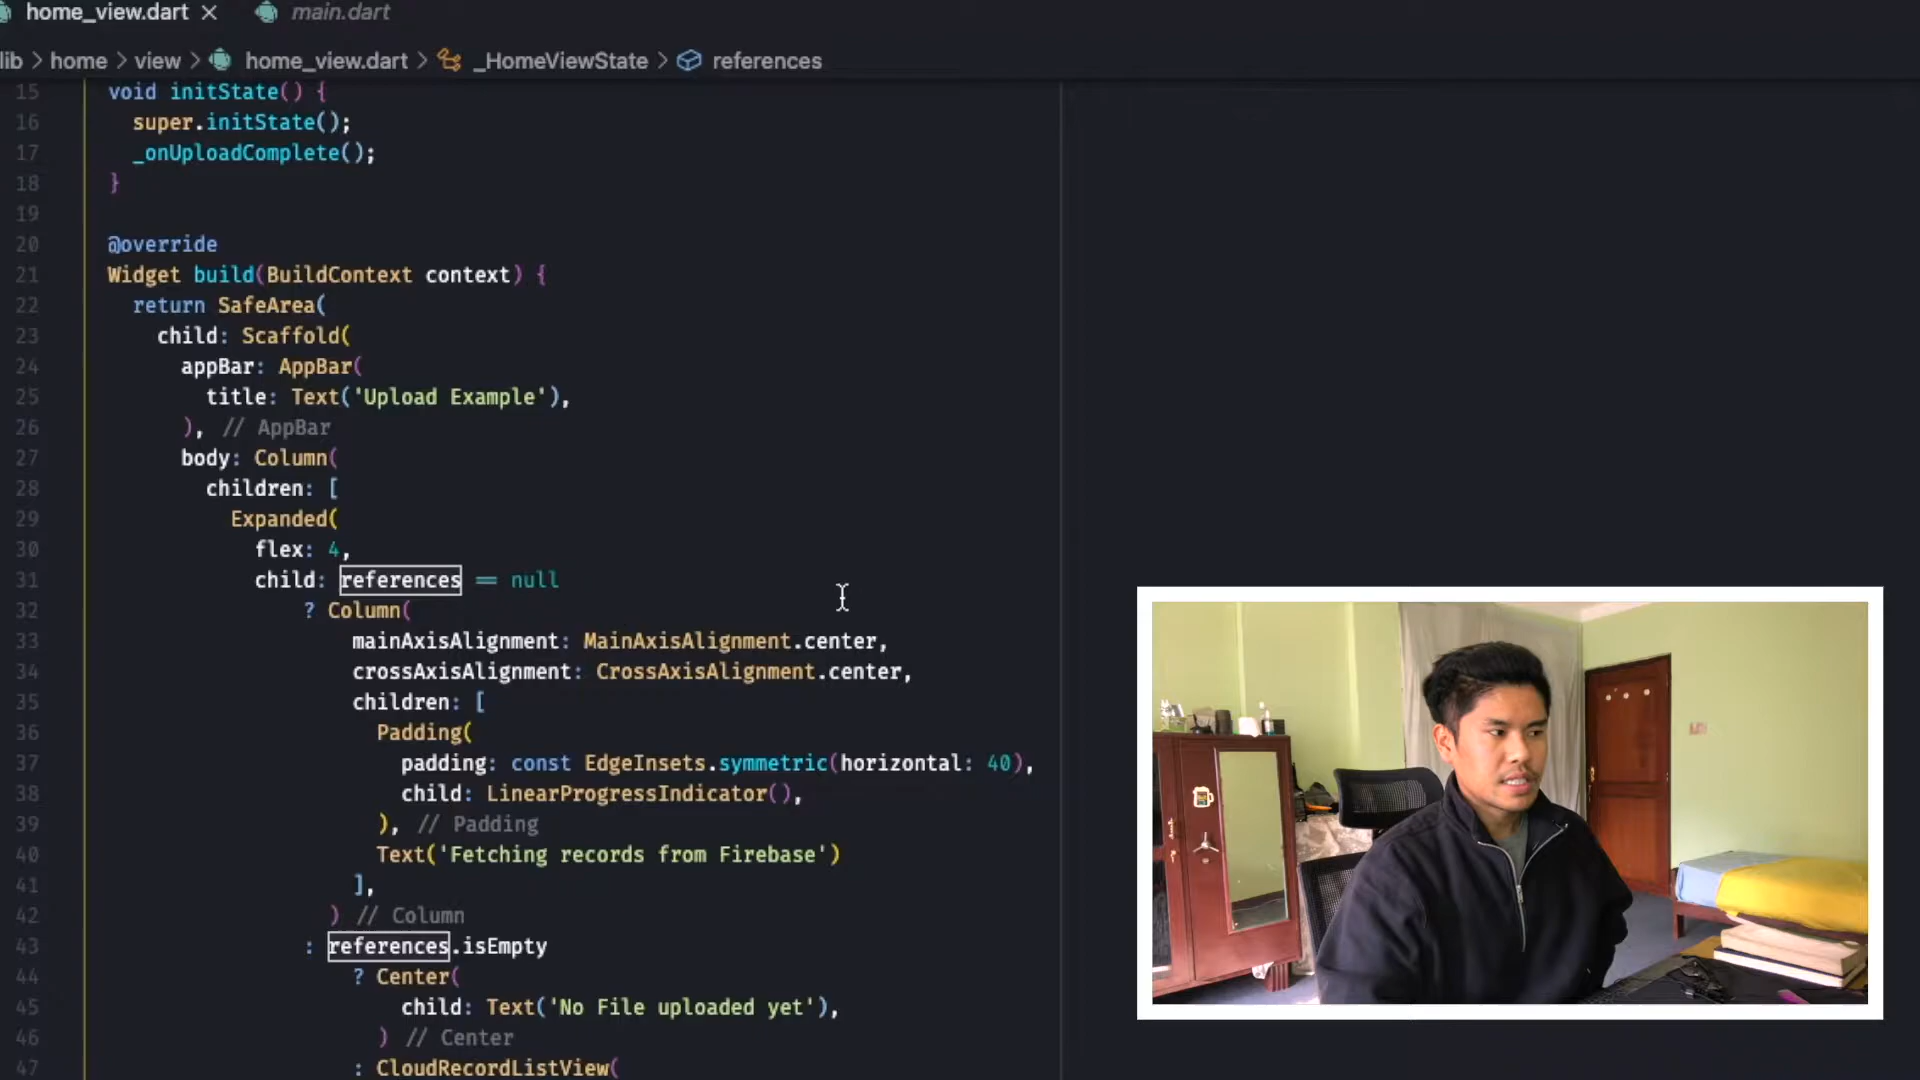 home_view.dart × main.dart
lib > home > view > home_view.dart > _HomeViewState > references
15 void initState() {
16 super.initState();
17 _onUploadComplete();
18 }
19
20 @override
21 Widget build(BuildContext context) {
22 return SafeArea(
23 child: Scaffold(
24 appBar: AppBar(
25 title: Text('Upload Example'),
26 ), // AppBar
27 body: Column(
28 children: [
29 Expanded(
30 flex: 4,
31 child: references == null
32 ? Column(
33 mainAxisAlignment: MainAxisAlignment.center,
34 crossAxisAlignment: CrossAxisAlignment.center,
35 children: [
36 Padding(
37 padding: const EdgeInsets.symmetric(horizontal: 40),
38 child: LinearProgressIndicator(),
39 ), // Padding
40 Text('Fetching records from Firebase')
41 ],
42 ) // Column
43 : references.isEmpty
44 ? Center(
45 child: Text('No File uploaded yet'),
46 ) // Center
47 : CloudRecordListView(